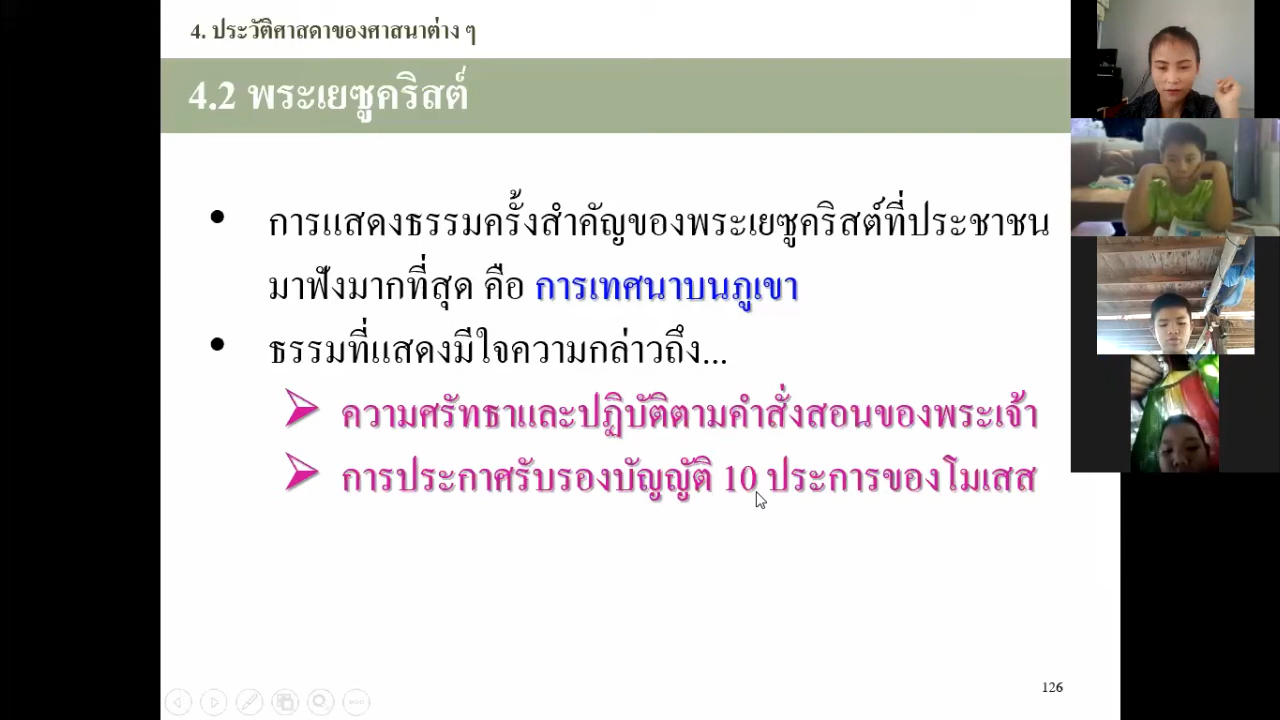 4. ประวัติศาสดาของศาสนาต่าง ๆ
4.2 พระเยซูคริสต์
• การแสดงธรรมครั้งสำคัญของพระเยซูคริสต์ที่ประชาชน
มาฟังมากที่สุด คือ การเทศนาบนภูเขา
• ธรรมที่แสดงมีใจความกล่าวถึง...
➢ ความศรัทธาและปฏิบัติตามคำสั่งสอนของพระเจ้า
➢ การประกาศรับรองบัญญัติ 10 ประการของโมเสส
126